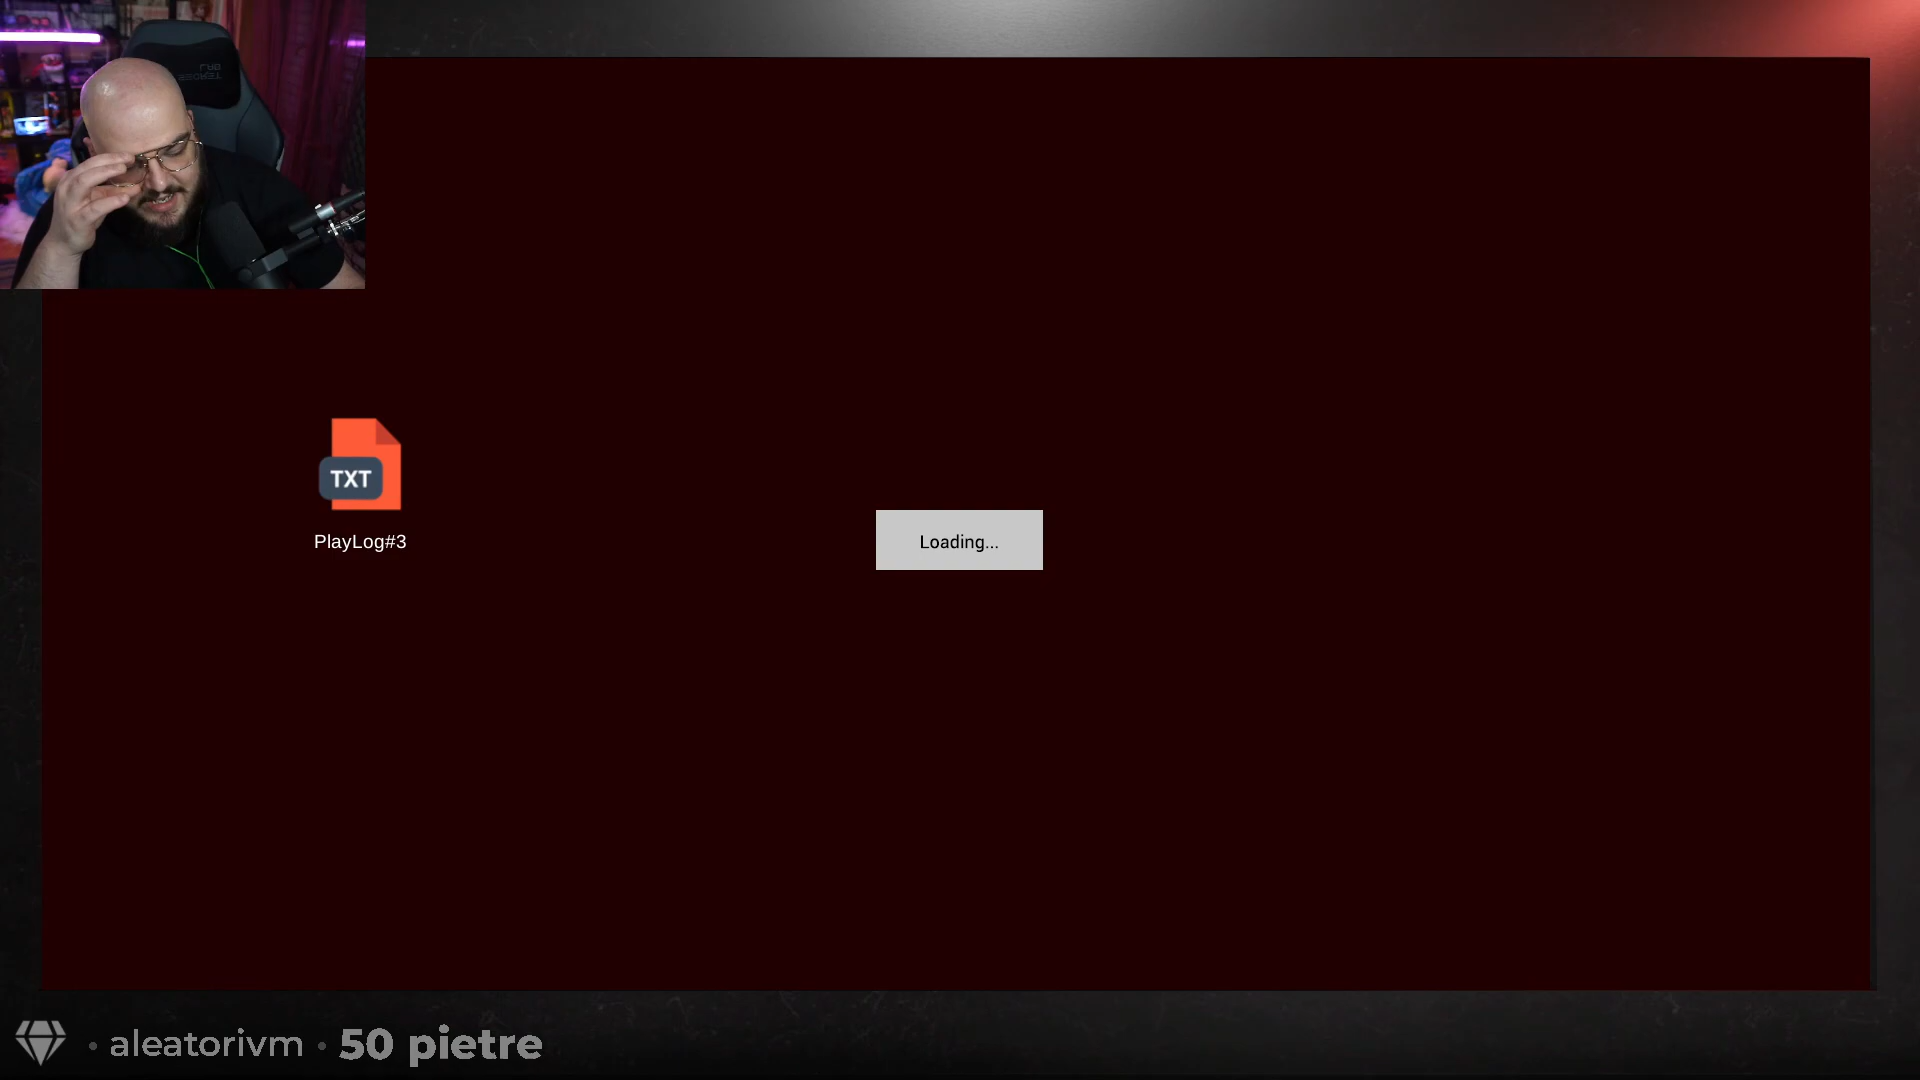 TXT
PlayLog#3
Loading...
• aleatorivm • 50 pietre